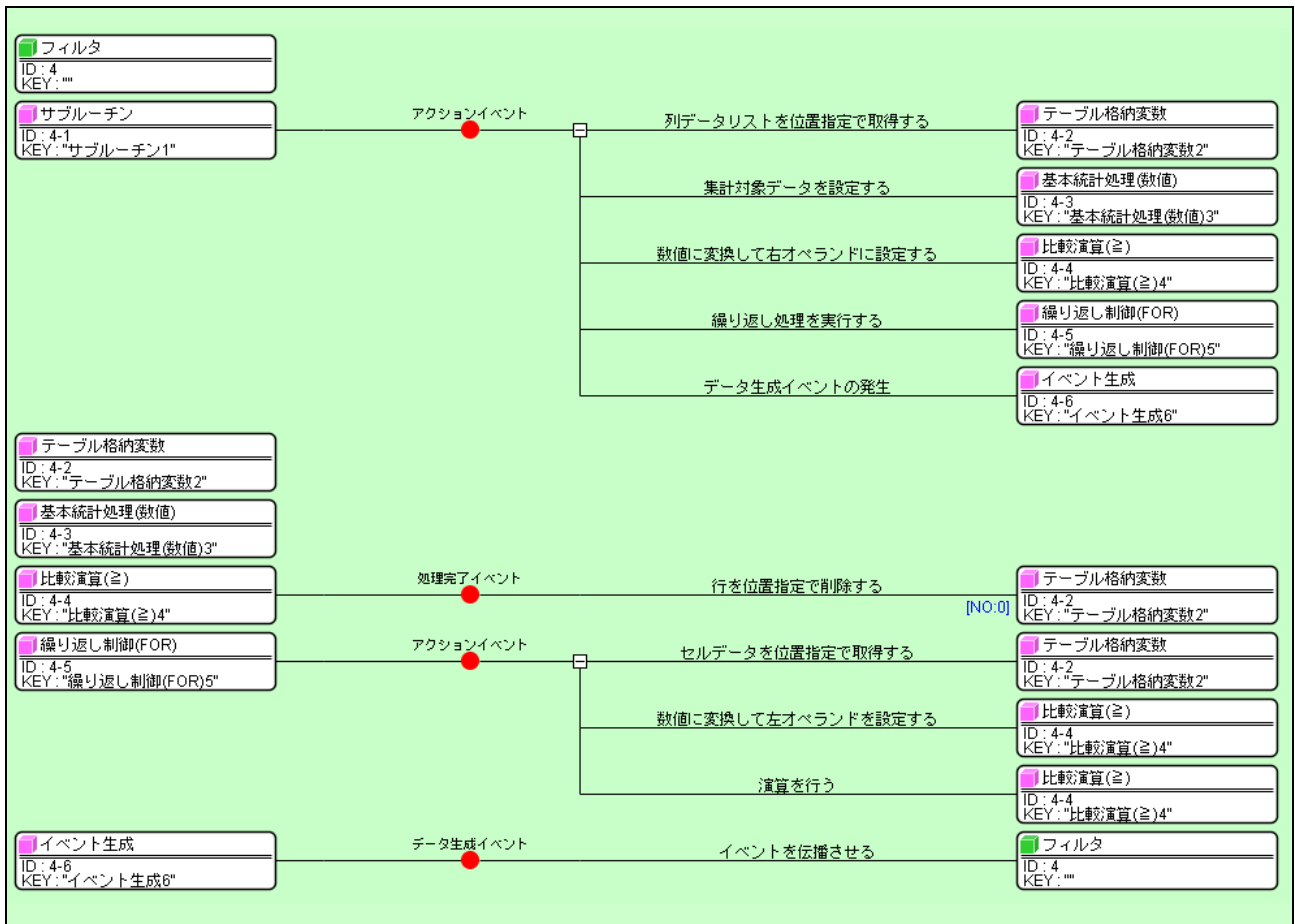 フィルタ
ID : 4
KEY : ""
サブルーチン
ID : 4-1
KEY : "サブルーチン1"
アクションイベント
列データリストを位置指定で取得する
テーブル格納変数
ID : 4-2
KEY : "テーブル格納変数2"
集計対象データを設定する
基本統計処理(数値)
ID : 4-3
KEY : "基本統計処理(数値)3"
数値に変換して右オペランドに設定する
比較演算(≧)
ID : 4-4
KEY : "比較演算(≧)4"
繰り返し処理を実行する
繰り返し制御(FOR)
ID : 4-5
KEY : "繰り返し制御(FOR)5"
データ生成イベントの発生
イベント生成
ID : 4-6
KEY : "イベント生成6"
テーブル格納変数
ID : 4-2
KEY : "テーブル格納変数2"
基本統計処理(数値)
ID : 4-3
KEY : "基本統計処理(数値)3"
比較演算(≧)
ID : 4-4
KEY : "比較演算(≧)4"
処理完了イベント
行を位置指定で削除する
[NO:0]
テーブル格納変数
ID : 4-2
KEY : "テーブル格納変数2"
繰り返し制御(FOR)
ID : 4-5
KEY : "繰り返し制御(FOR)5"
アクションイベント
セルデータを位置指定で取得する
テーブル格納変数
ID : 4-2
KEY : "テーブル格納変数2"
数値に変換して左オペランドを設定する
比較演算(≧)
ID : 4-4
KEY : "比較演算(≧)4"
演算を行う
比較演算(≧)
ID : 4-4
KEY : "比較演算(≧)4"
イベント生成
ID : 4-6
KEY : "イベント生成6"
データ生成イベント
イベントを伝播させる
フィルタ
ID : 4
KEY : ""